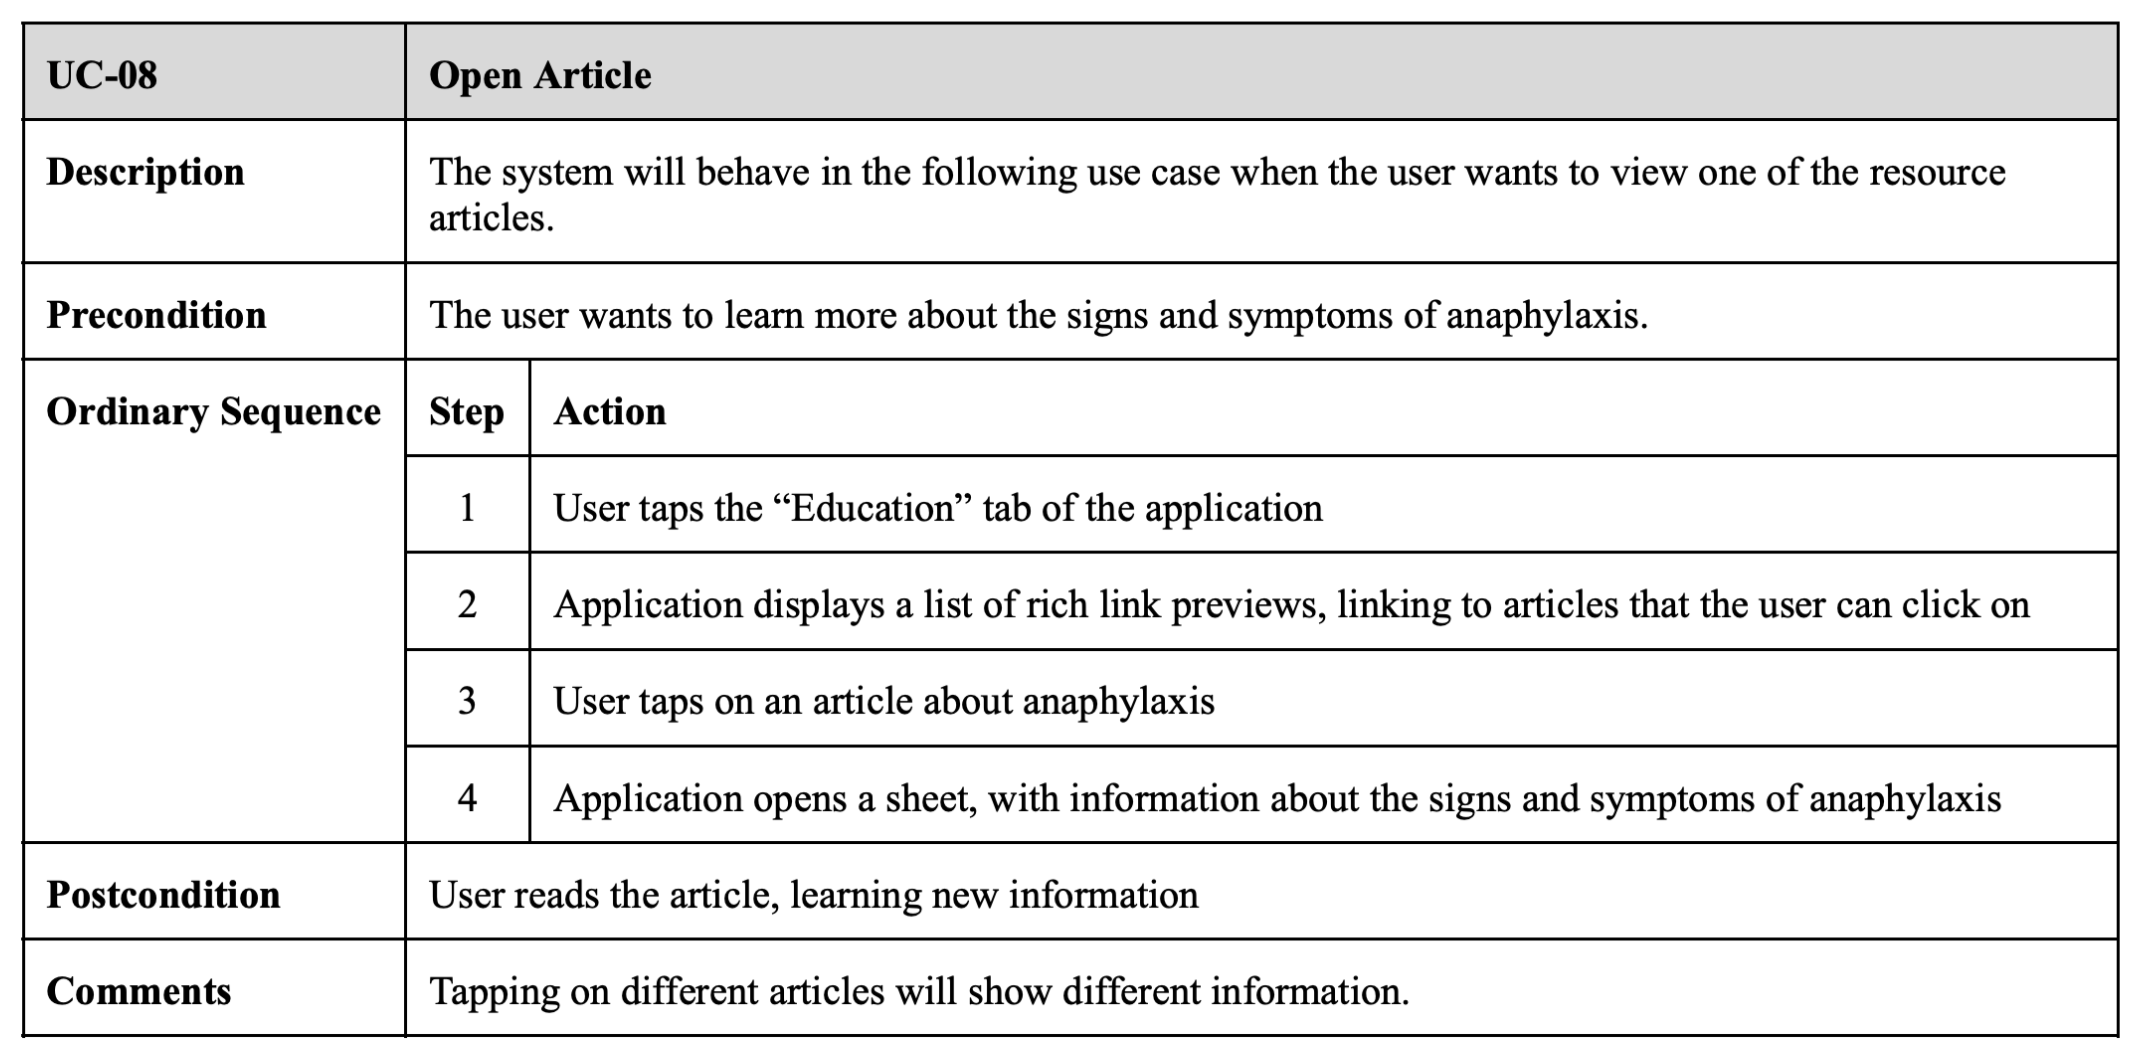 UC-08
Open Article
Description
The system will behave in the following use case when the user wants to view one of the resource
articles.
Precondition
The user wants to learn more about the signs and symptoms of anaphylaxis.
Ordinary Sequence
Step
Action
1
User taps the “Education” tab of the application
2
Application displays a list of rich link previews, linking to articles that the user can click on
3
User taps on an article about anaphylaxis
4
Application opens a sheet, with information about the signs and symptoms of anaphylaxis
Postcondition
User reads the article, learning new information
Comments
Tapping on different articles will show different information.